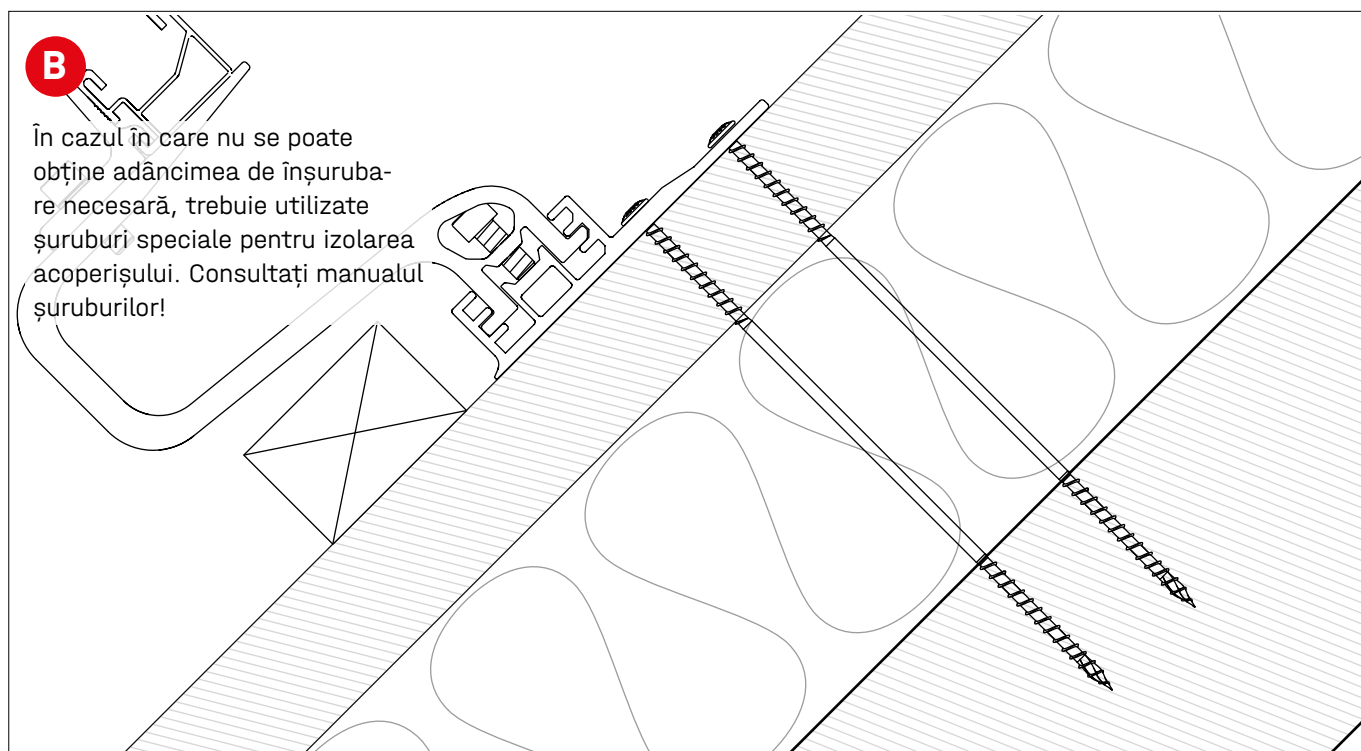 B
În cazul în care nu se poate
obține adâncimea de înșuruba-
re necesară, trebuie utilizate
șuruburi speciale pentru izolarea
acoperișului. Consultați manualul
șuruburilor!